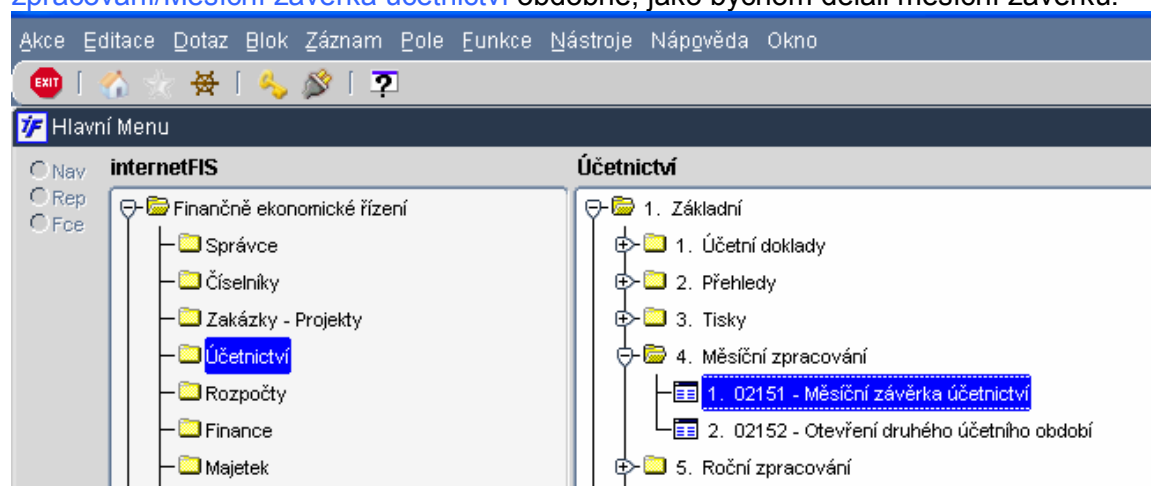 zpracování/Měsíční závěrka účetnictví obdobně, jako bychom dělali měsíční závěrku.
Akce Editace Dotaz Blok Záznam Pole Funkce Nástroje Nápověda Okno
EXIT
Hlavní Menu
Nav
Rep
Fce
internetFIS
Finančně ekonomické řízení
Správce
Číselníky
Zakázky - Projekty
Účetnictví
Rozpočty
Finance
Majetek
Účetnictví
1. Základní
1. Účetní doklady
2. Přehledy
3. Tisky
4. Měsíční zpracování
1. 02151 - Měsíční závěrka účetnictví
2. 02152 - Otevření druhého účetního období
5. Roční zpracování